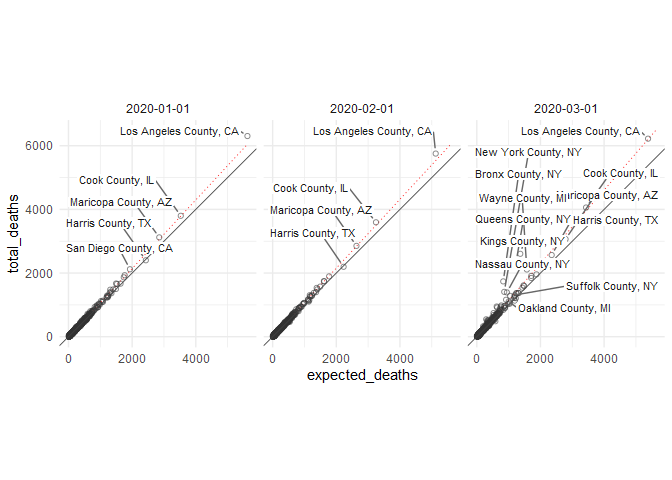 2020-01-01
2020-02-01
2020-03-01
total_deaths
6000
4000
2000
0
Los Angeles County, CA
Cook County, IL
Maricopa County, AZ
Harris County, TX
San Diego County, CA
Los Angeles County, CA
Cook County, IL
Maricopa County, AZ
Harris County, TX
Los Angeles County, CA
New York County, NY
Bronx County, NY
Cook County, IL
Wayne County, MI
Maricopa County, AZ
Queens County, NY
Harris County, TX
Kings County, NY
Nassau County, NY
Suffolk County, NY
Oakland County, MI
0
2000
4000
0
2000
4000
0
2000
4000
expected_deaths